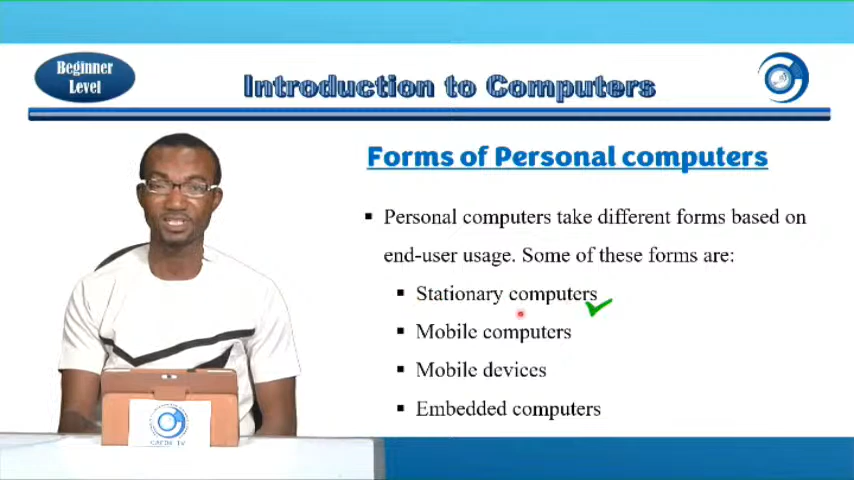 Beginner
Level
Introduction to Computers
Forms of Personal computers
▪ Personal computers take different forms based on
end-user usage. Some of these forms are:
▪ Stationary computers
▪ Mobile computers
▪ Mobile devices
▪ Embedded computers